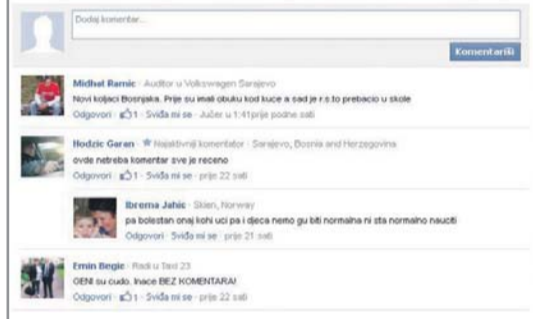 Dodaj komentar...
Komentariši
Midhat Ramic · Auditor u Volkswagen Sarajevo
Novi koljaci Bosnjaka. Prije su imali obuku kod kuce a sad je r.s.to prebacio u skole
Odgovori · 1 · Sviđa mi se · Jučer u 1:41 prije podne sati
Hodzic Garan · Najaktivniji komentator · Sarajevo, Bosnia and Herzegovina
ovde netreba komentar sve je receno
Odgovori · 1 · Sviđa mi se · prije 22 sati
Ibrema Jahic · Skien, Norway
pa bolestan onaj kohi uci pa i djeca nemo gu biti normalna ni sta normalno nauciti
Odgovori · Sviđa mi se · prije 21 sati
Emin Begic · Radi u Taxi 23
GENI su cudo. Inace BEZ KOMENTARA!
Odgovori · 1 · Sviđa mi se · prije 22 sati